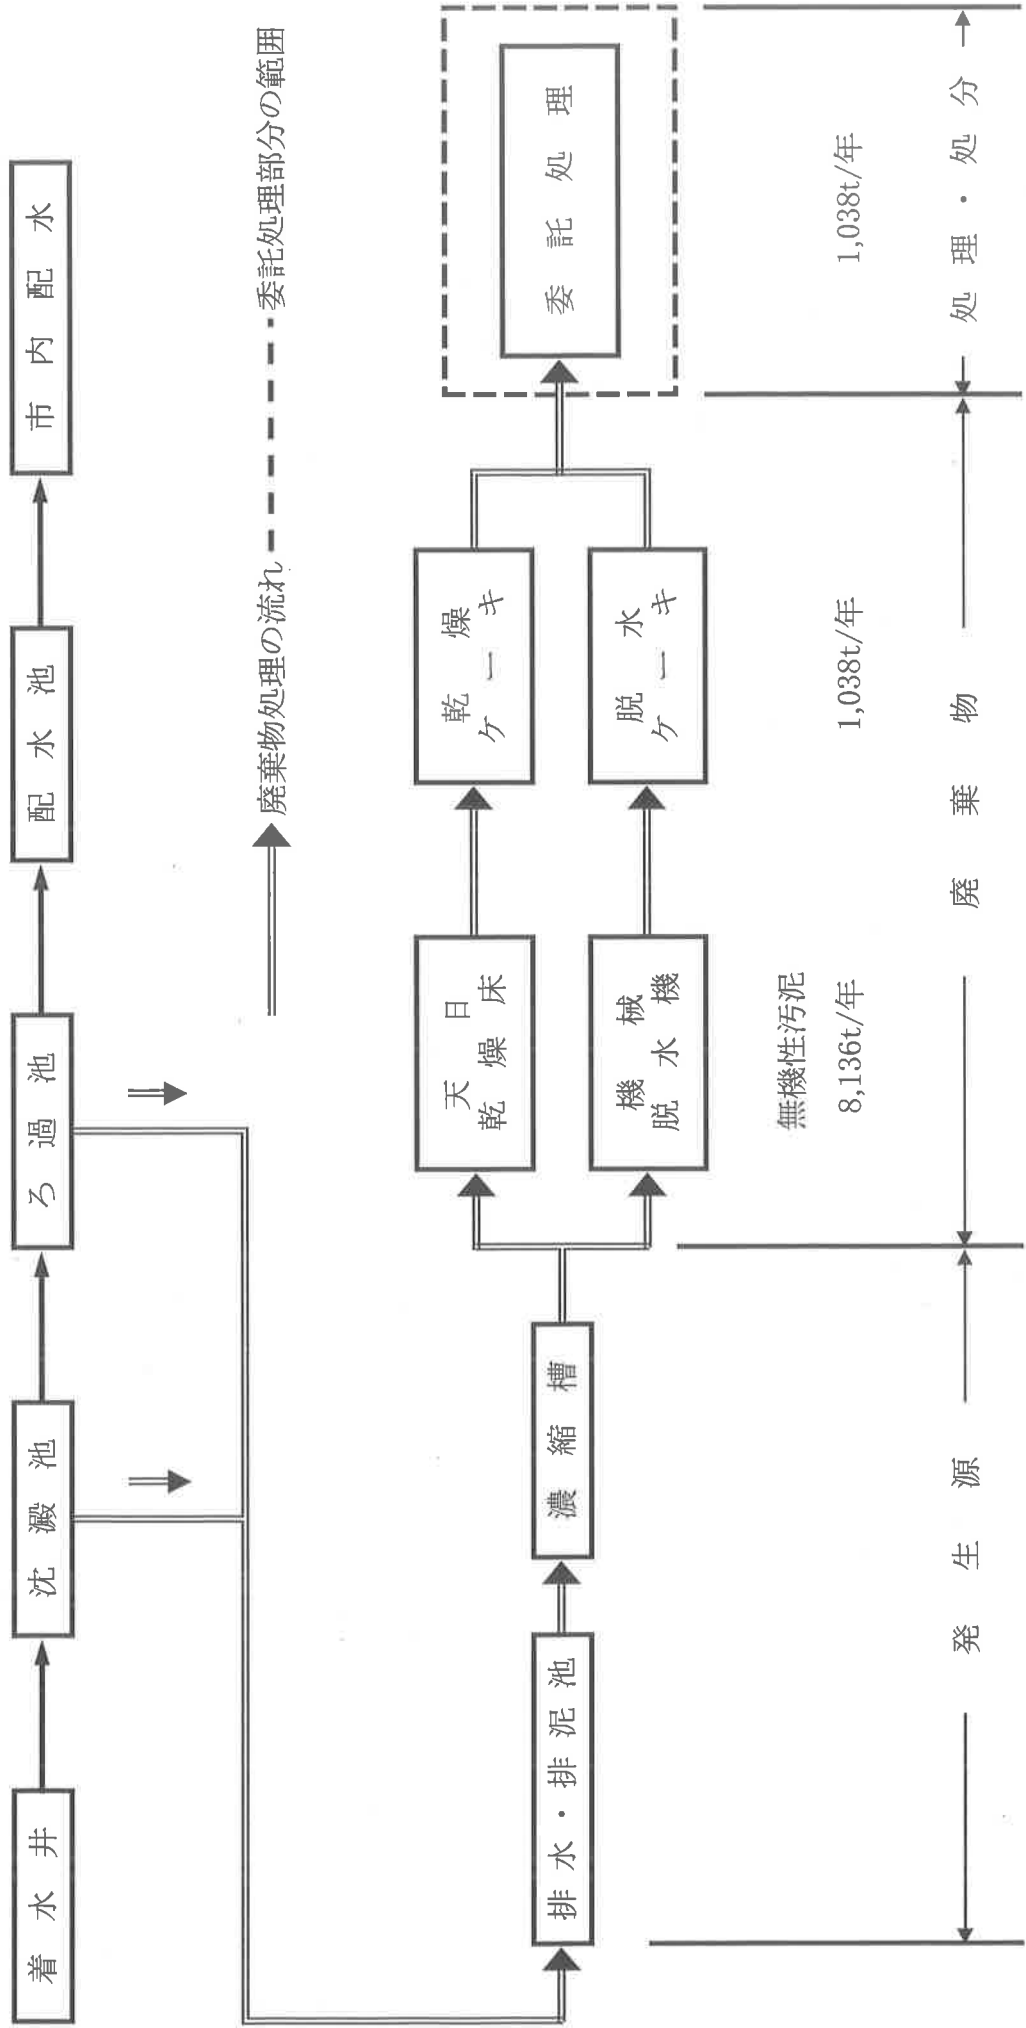 着水井
沈澱池
ろ過池
配水池
市内配水
廃棄物処理の流れ
委託処理部分の範囲
排水・排泥池
濃縮槽
天日
乾燥床
乾燥
ケーキ
機械
脱水機
脱水
ケーキ
委託処理
無機性汚泥
8,136t/年
1,038t/年
1,038t/年
発生源
廃棄物
処理・処分